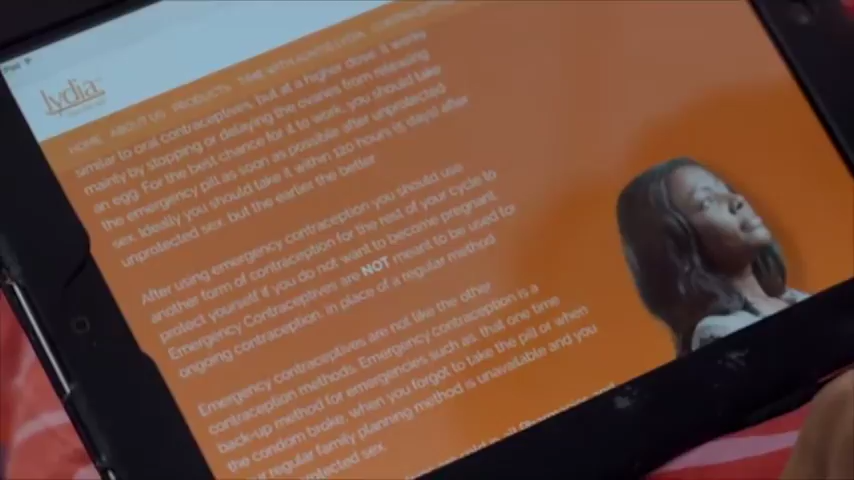 iPad
lydia
HOME ABOUT US PRODUCTS TIME WITH AUNTIE LYDIA
similar to oral contraceptives, but at a higher dose. It works
mainly by stopping or delaying the ovaries from releasing
an egg. For the best chance for it to work, you should take
the emergency pill as soon as possible after unprotected
sex. Ideally you should take it within 120 hours (5 days) after
unprotected sex, but the earlier the better.
After using emergency contraception you should use
another form of contraception for the rest of your cycle to
protect yourself if you do not want to become pregnant.
Emergency Contraceptives are NOT meant to be used for
ongoing contraception, in place of a regular method
Emergency contraceptives are not like the other
contraception methods. Emergency contraception is a
back-up method for emergencies such as, that one time
the condom broke, when you forgot to take the pill or when
regular family planning method is unavailable and you
sex.